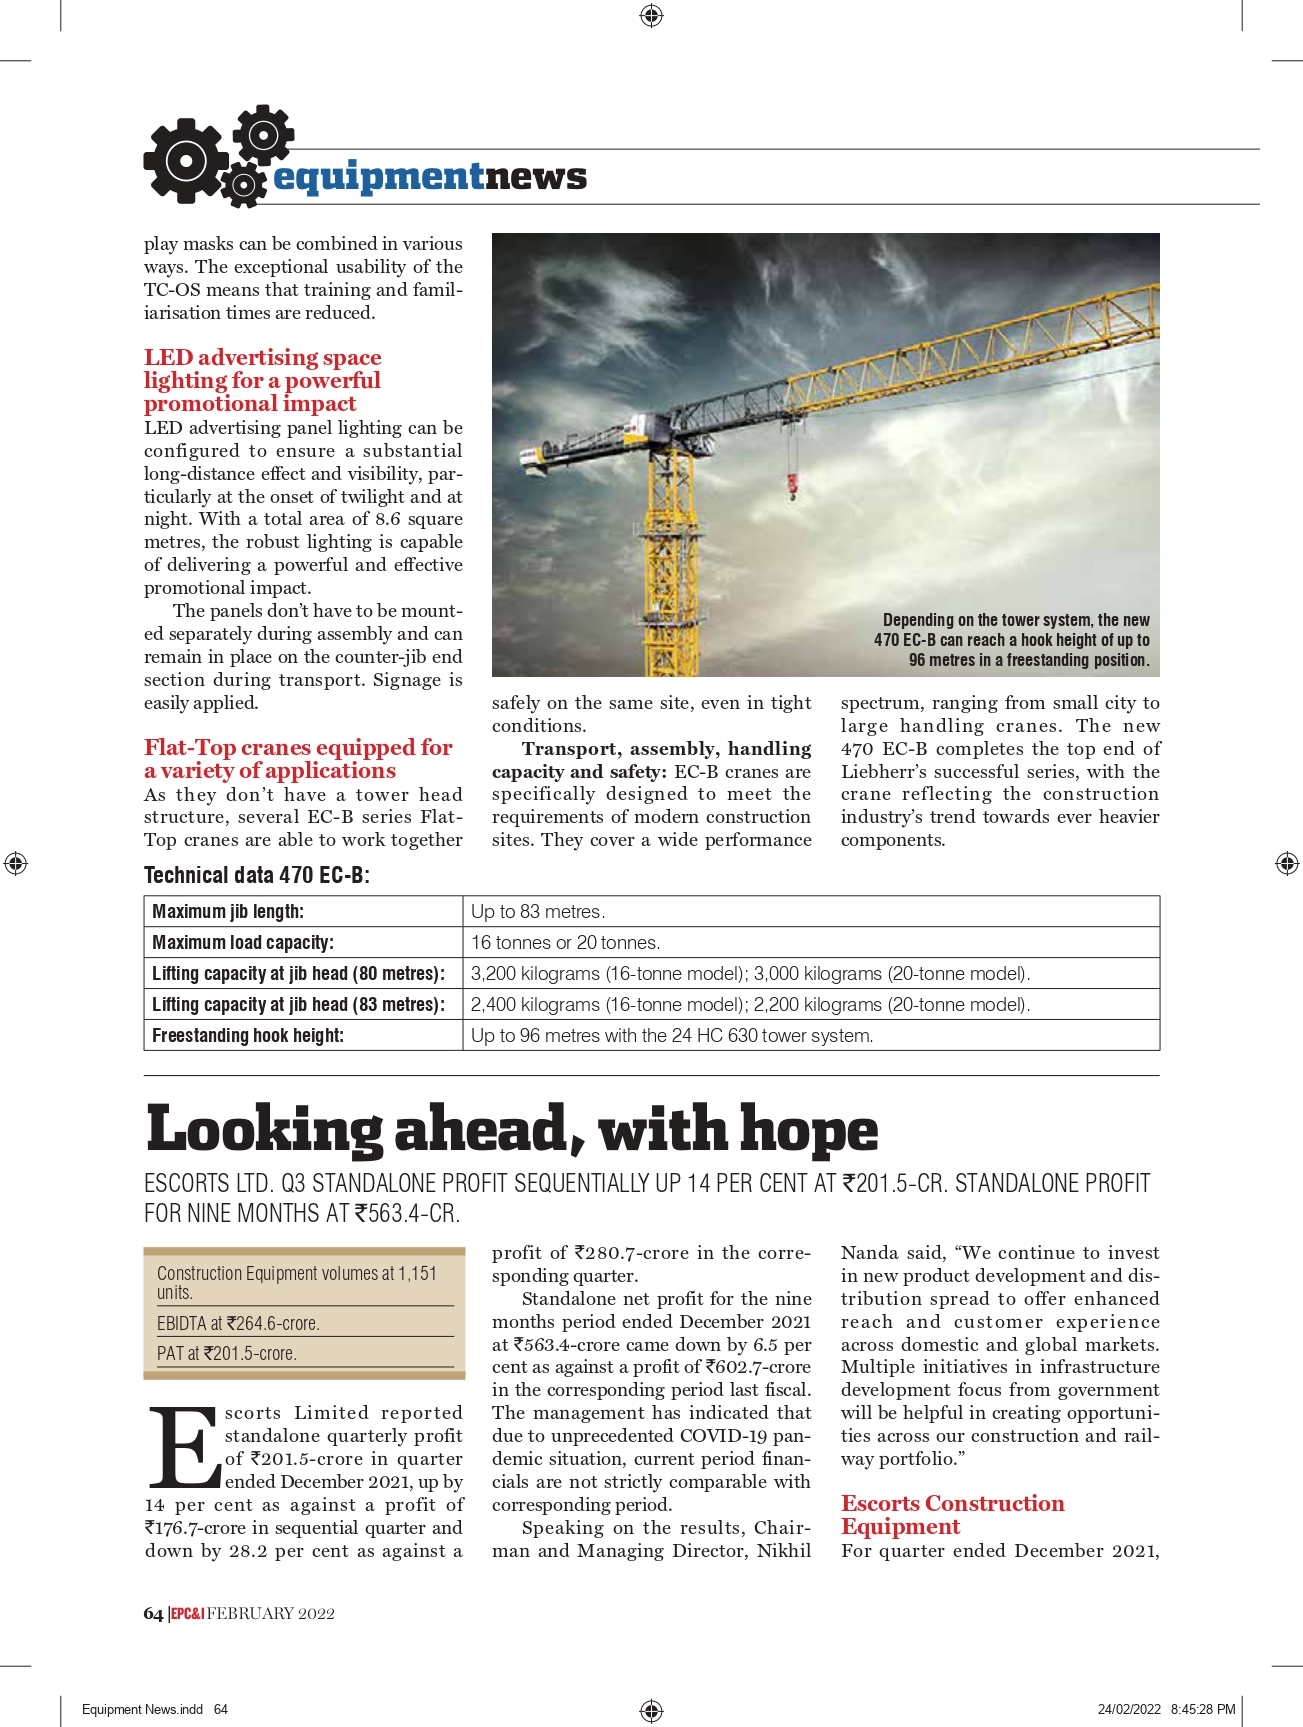 equipmentnews
play masks can be combined in various
ways. The exceptional usability of the
TC-OS means that training and famil-
iarisation times are reduced.
LED advertising space
lighting for a powerful
promotional impact
LED advertising panel lighting can be
configured to ensure a substantial
long-distance effect and visibility, par-
ticularly at the onset of twilight and at
night. With a total area of 8.6 square
metres, the robust lighting is capable
of delivering a powerful and effective
promotional impact.
The panels don’t have to be mount-
ed separately during assembly and can
remain in place on the counter-jib end
section during transport. Signage is
easily applied.
Flat-Top cranes equipped for
a variety of applications
As they don’t have a tower head
structure, several EC-B series Flat-
Top cranes are able to work together
Depending on the tower system, the new
470 EC-B can reach a hook height of up to
96 metres in a freestanding position.
safely on the same site, even in tight
conditions.
Transport, assembly, handling
capacity and safety: EC-B cranes are
specifically designed to meet the
requirements of modern construction
sites. They cover a wide performance
spectrum, ranging from small city to
large handling cranes. The new
470 EC-B completes the top end of
Liebherr’s successful series, with the
crane reflecting the construction
industry’s trend towards ever heavier
components.
Technical data 470 EC-B:
Maximum jib length: Up to 83 metres.
Maximum load capacity: 16 tonnes or 20 tonnes.
Lifting capacity at jib head (80 metres): 3,200 kilograms (16-tonne model); 3,000 kilograms (20-tonne model).
Lifting capacity at jib head (83 metres): 2,400 kilograms (16-tonne model); 2,200 kilograms (20-tonne model).
Freestanding hook height: Up to 96 metres with the 24 HC 630 tower system.
Looking ahead, with hope
ESCORTS LTD. Q3 STANDALONE PROFIT SEQUENTIALLY UP 14 PER CENT AT ₹201.5-CR. STANDALONE PROFIT
FOR NINE MONTHS AT ₹563.4-CR.
Construction Equipment volumes at 1,151
units.
EBIDTA at ₹264.6-crore.
PAT at ₹201.5-crore.
Escorts Limited reported
standalone quarterly profit
of ₹201.5-crore in quarter
ended December 2021, up by
14 per cent as against a profit of
₹176.7-crore in sequential quarter and
down by 28.2 per cent as against a
profit of ₹280.7-crore in the corre-
sponding quarter.
Standalone net profit for the nine
months period ended December 2021
at ₹563.4-crore came down by 6.5 per
cent as against a profit of ₹602.7-crore
in the corresponding period last fiscal.
The management has indicated that
due to unprecedented COVID-19 pan-
demic situation, current period finan-
cials are not strictly comparable with
corresponding period.
Speaking on the results, Chair-
man and Managing Director, Nikhil
Nanda said, “We continue to invest
in new product development and dis-
tribution spread to offer enhanced
reach and customer experience
across domestic and global markets.
Multiple initiatives in infrastructure
development focus from government
will be helpful in creating opportuni-
ties across our construction and rail-
way portfolio.”
Escorts Construction
Equipment
For quarter ended December 2021,
64 |EPC&I FEBRUARY 2022
Equipment News.indd 64
24/02/2022 8:45:28 PM